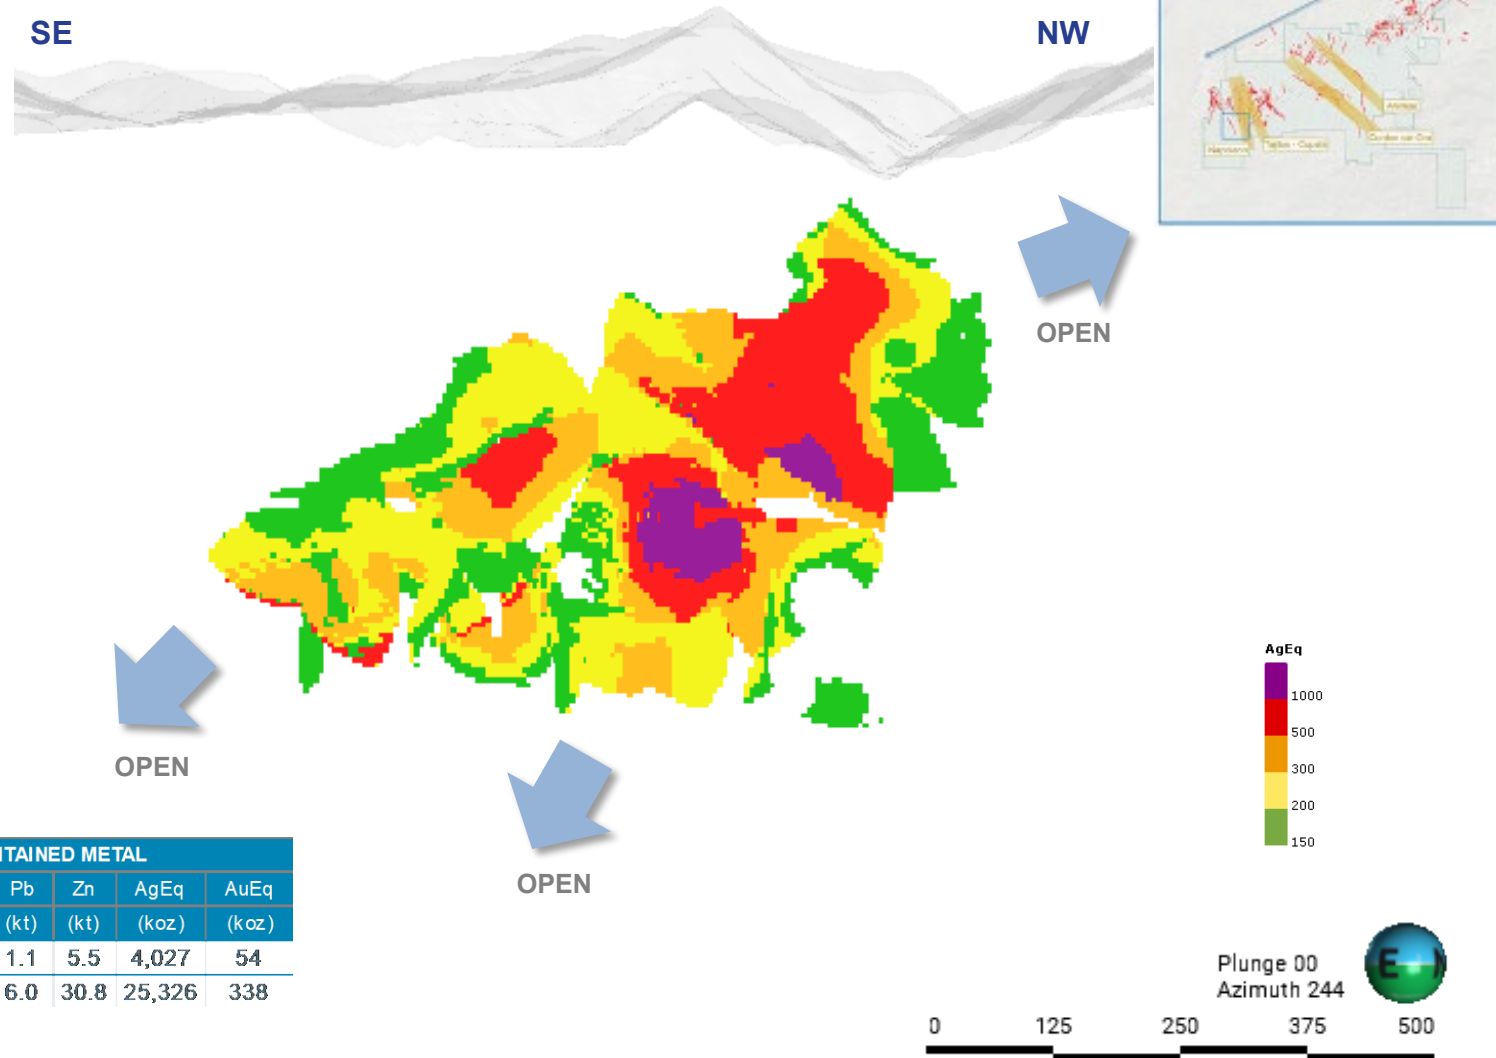 SE
NW
OPEN
OPEN
OPEN
AgEq
1000
500
300
200
150
NTAINED METAL
Pb Zn AgEq AuEq
(kt) (kt) (koz) (koz)
1.1 5.5 4,027 54
6.0 30.8 25,326 338
Plunge 00
Azimuth 244
0 125 250 375 500